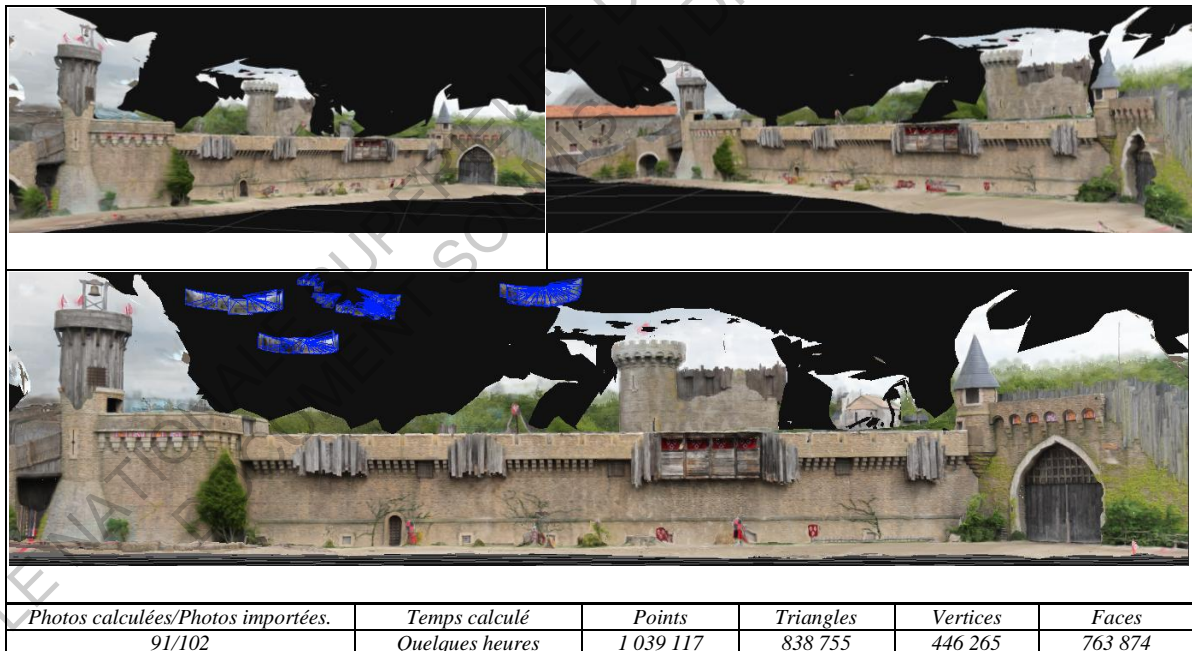 Photos calculées/Photos importées. Temps calculé Points Triangles Vertices Faces
91/102 Quelques heures 1 039 117 838 755 446 265 763 874